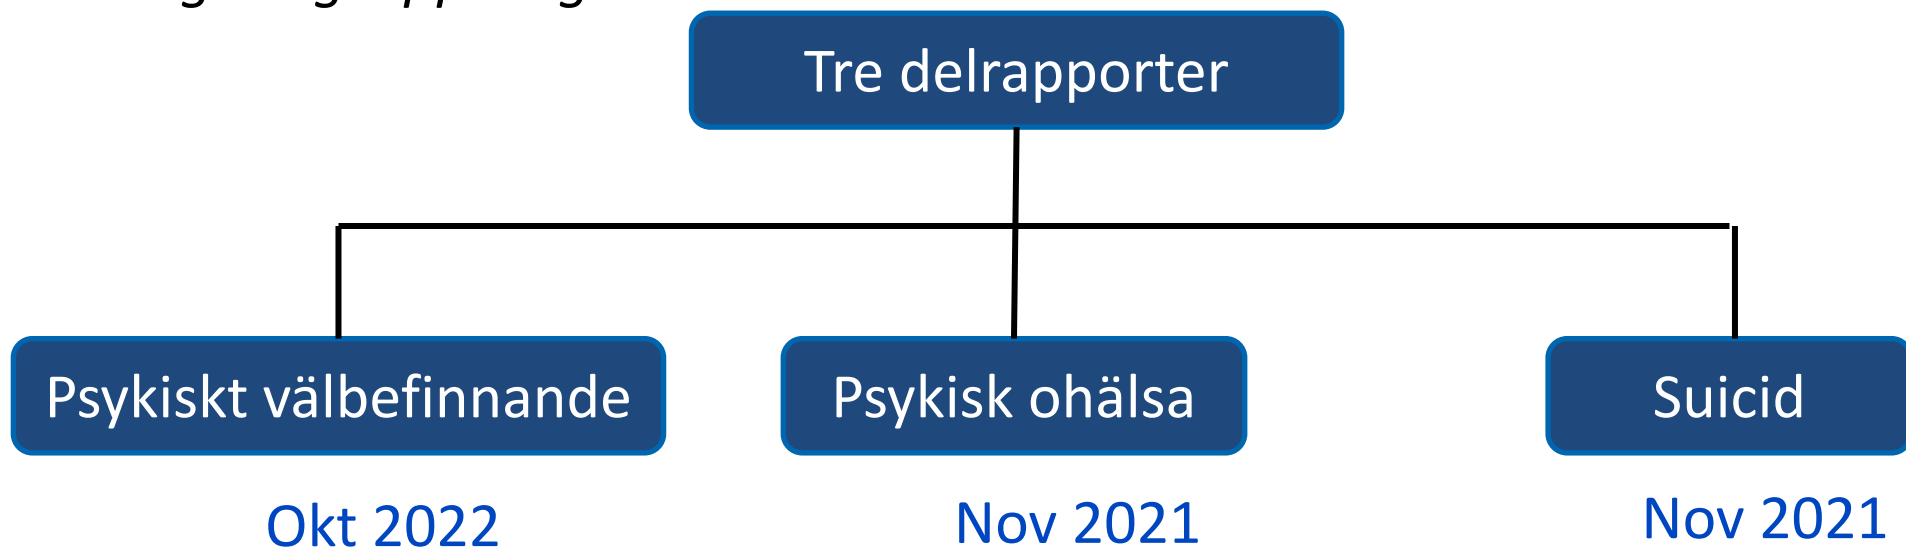 Tre delrapporter
Psykiskt välbefinnande
Psykisk ohälsa
Suicid
Okt 2022
Nov 2021
Nov 2021